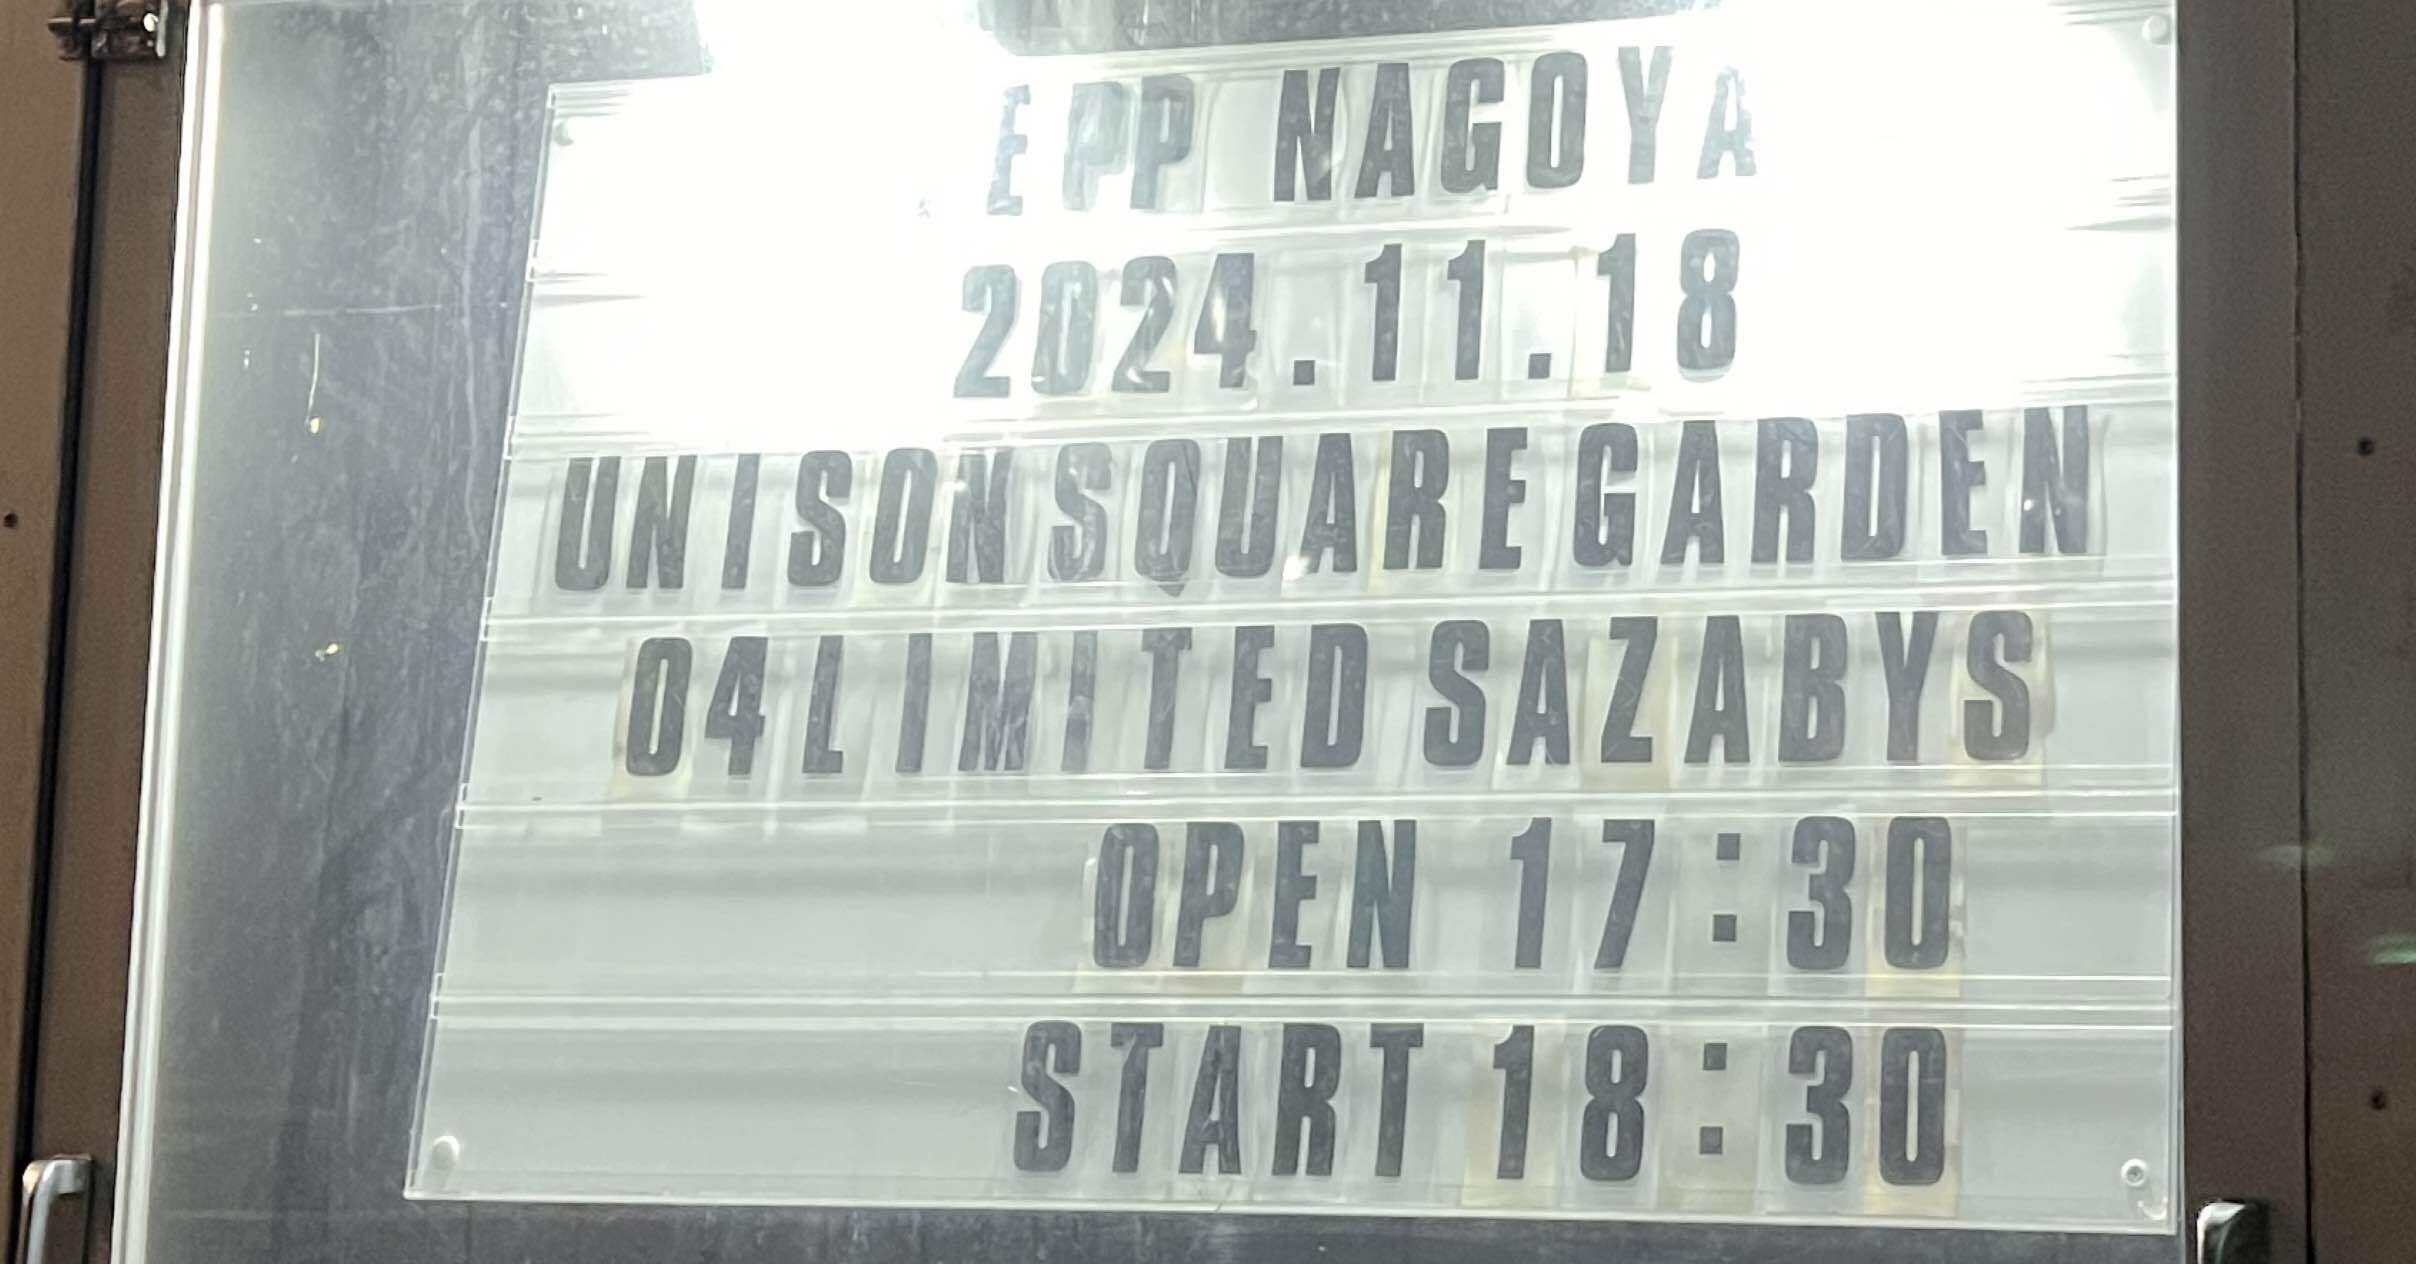 EPP NAGOYA
2024.11.18
UNISON SQUARE GARDEN
04 LIMITED SAZABYS
OPEN 17:30
START 18:30